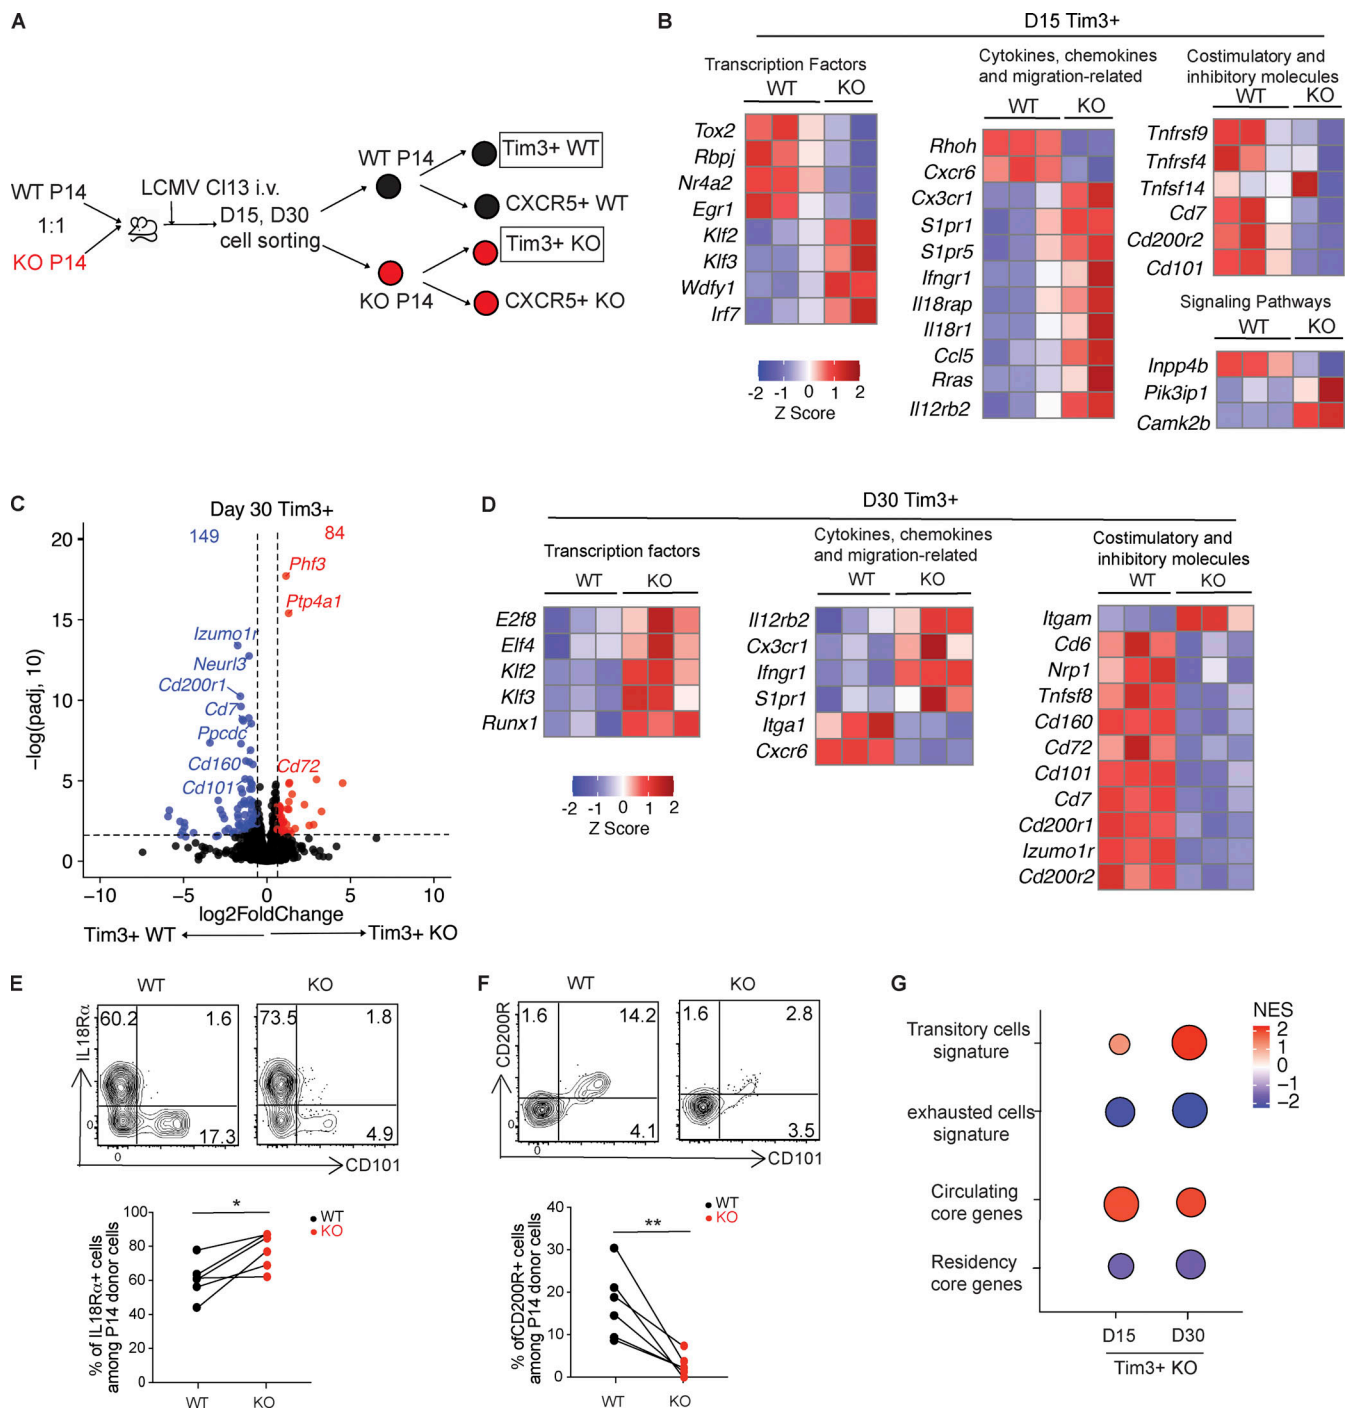 A
WT P14
1:1
KO P14
LCMV Cl13 i.v.
D15, D30
cell sorting
WT P14
KO P14
Tim3+ WT
CXCR5+ WT
Tim3+ KO
CXCR5+ KO
B
D15 Tim3+
Transcription Factors
WT
KO
Tox2
Rbpj
Nr4a2
Egr1
Klf2
Klf3
Wdfy1
Irf7
-2 -1 0 1 2
Z Score
Cytokines, chemokines
and migration-related
WT
KO
Rhoh
Cxcr6
Cx3cr1
S1pr1
S1pr5
Ifngr1
Il18rap
Il18r1
Ccl5
Rras
Il12rb2
Costimulatory and
inhibitory molecules
WT
KO
Tnfrsf9
Tnfrsf4
Tnfsf14
Cd7
Cd200r2
Cd101
Signaling Pathways
WT
KO
Inpp4b
Pik3ip1
Camk2b
C
Day 30 Tim3+
149
84
Phf3
Ptp4a1
Izumo1r
Neurl3
Cd200r1
Cd7
Ppcdc
Cd160
Cd72
Cd101
−log(padj, 10)
20
15
10
5
0
−10 −5 0 5 10
log2FoldChange
Tim3+ WT
Tim3+ KO
D
D30 Tim3+
Transcription factors
WT
KO
E2f8
Elf4
Klf2
Klf3
Runx1
-2 -1 0 1 2
Z Score
Cytokines, chemokines
and migration-related
WT
KO
Il12rb2
Cx3cr1
Ifngr1
S1pr1
Itga1
Cxcr6
Costimulatory and
inhibitory molecules
WT
KO
Itgam
Cd6
Nrp1
Tnfsf8
Cd160
Cd72
Cd101
Cd7
Cd200r1
Izumo1r
Cd200r2
E
WT
KO
IL18Rα
60.2
1.6
17.3
73.5
1.8
4.9
0
0
CD101
% of IL18Rα+ cells
among P14 donor cells
100
80
60
40
20
0
*
WT
KO
WT
KO
F
WT
KO
CD200R
1.6
14.2
4.1
1.6
2.8
3.5
0
0
CD101
% ofCD200R+ cells
among P14 donor cells
40
30
20
10
0
**
WT
KO
WT
KO
G
Transitory cells
signature
exhausted cells
signature
Circulating
core genes
Residency
core genes
D15
D30
Tim3+ KO
NES
2
1
0
−1
−2